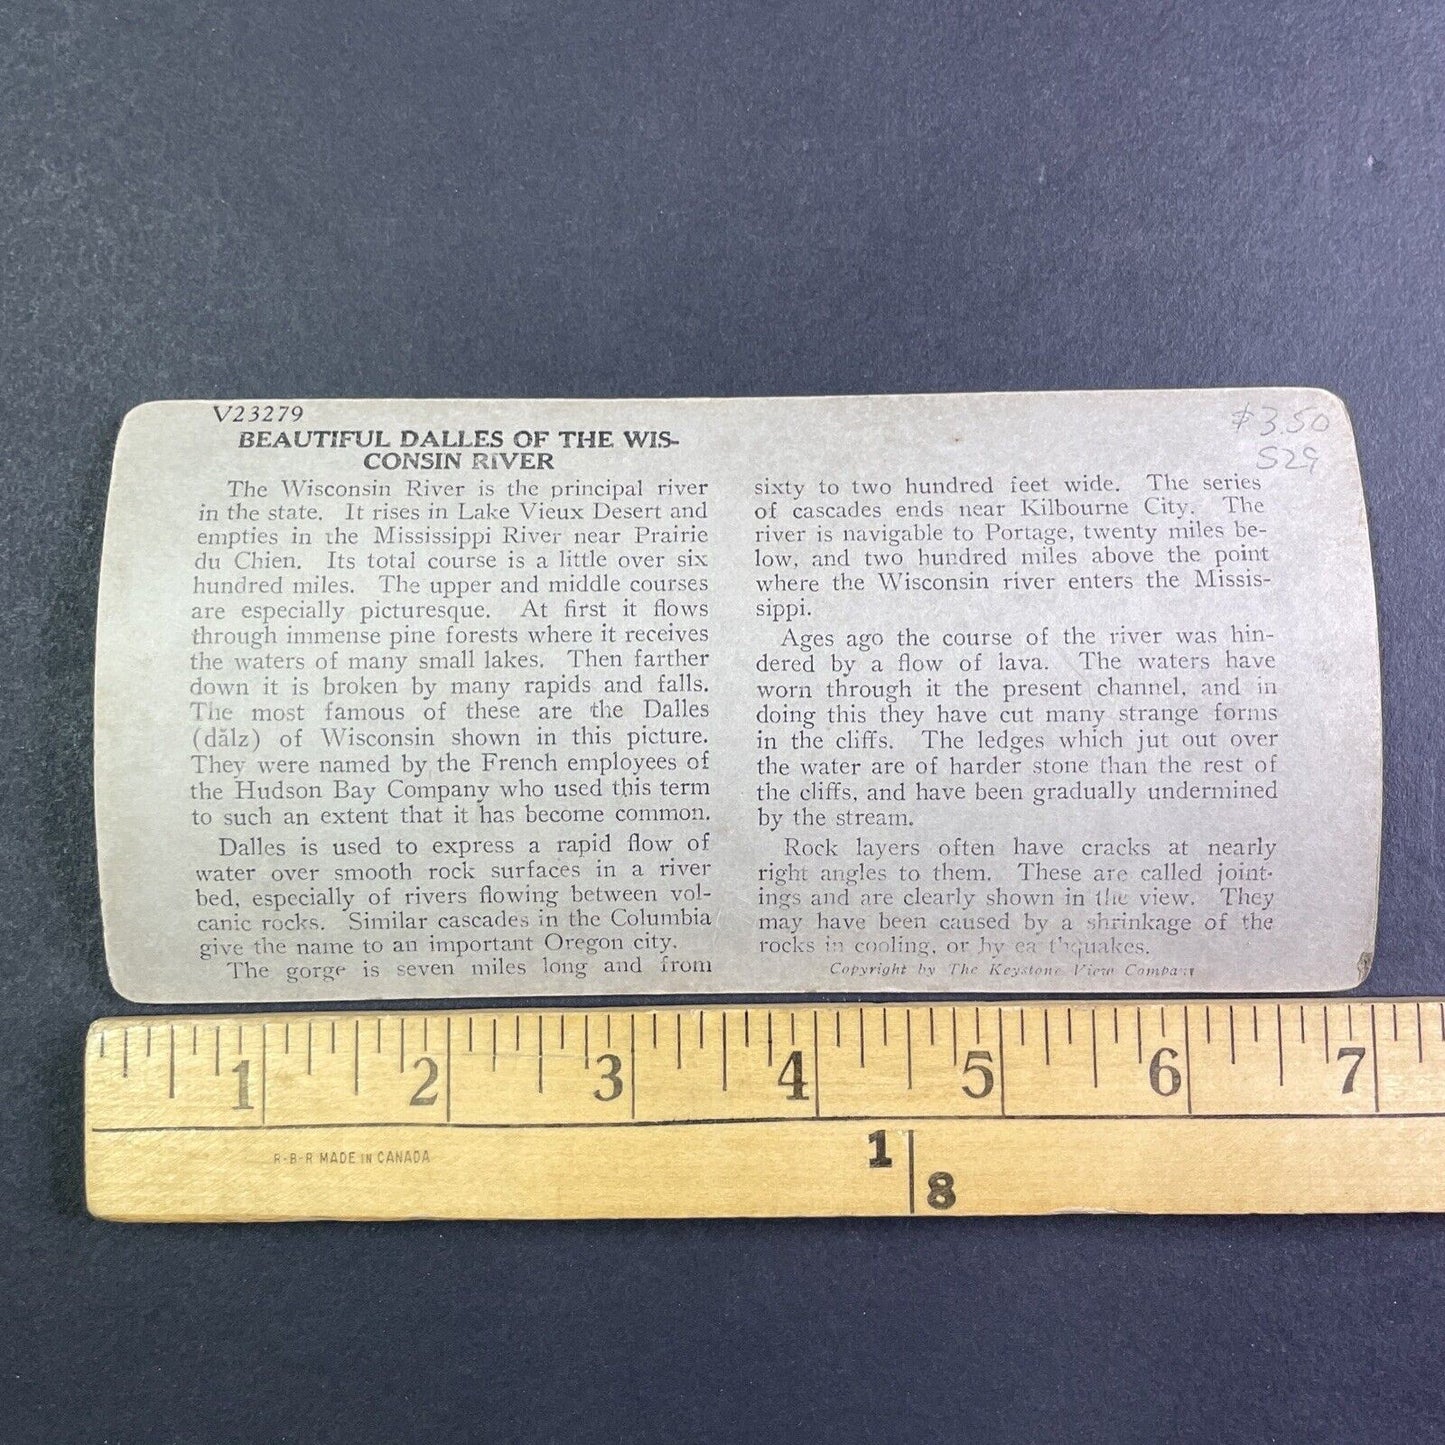 V23279
BEAUTIFUL DALLES OF THE WIS-
CONSIN RIVER
The Wisconsin River is the principal river
in the state. It rises in Lake Vieux Desert and
empties in the Mississippi River near Prairie
du Chien. Its total course is a little over six
hundred miles. The upper and middle courses
are especially picturesque. At first it flows
through immense pine forests where it receives
the waters of many small lakes. Then farther
down it is broken by many rapids and falls.
The most famous of these are the Dalles
(dălz) of Wisconsin shown in this picture.
They were named by the French employees of
the Hudson Bay Company who used this term
to such an extent that it has become common.
Dalles is used to express a rapid flow of
water over smooth rock surfaces in a river
bed, especially of rivers flowing between vol-
canic rocks. Similar cascades in the Columbia
give the name to an important Oregon city.
The gorge is seven miles long and from
$3.50
S29
sixty to two hundred feet wide. The series
of cascades ends near Kilbourne City. The
river is navigable to Portage, twenty miles be-
low, and two hundred miles above the point
where the Wisconsin river enters the Missis-
sippi.
Ages ago the course of the river was hin-
dered by a flow of lava. The waters have
worn through it the present channel, and in
doing this they have cut many strange forms
in the cliffs. The ledges which jut out over
the water are of harder stone than the rest of
the cliffs, and have been gradually undermined
by the stream.
Rock layers often have cracks at nearly
right angles to them. These are called joint-
ings and are clearly shown in the view. They
may have been caused by a shrinkage of the
rocks in cooling, or by ea thquakes.
Copyright by The Keystone View Company
1 2 3 4 5 6 7
R-B-R MADE IN CANADA
1 8